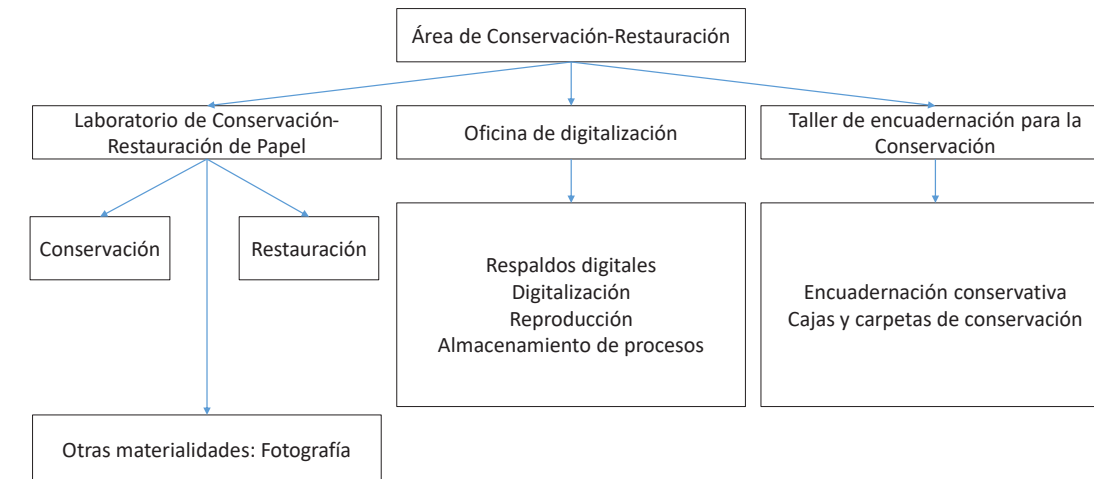 Área de Conservación-Restauración
Laboratorio de Conservación-
Restauración de Papel
Oficina de digitalización
Taller de encuadernación para la
Conservación
Conservación
Restauración
Respaldos digitales
Digitalización
Reproducción
Almacenamiento de procesos
Encuadernación conservativa
Cajas y carpetas de conservación
Otras materialidades: Fotografía